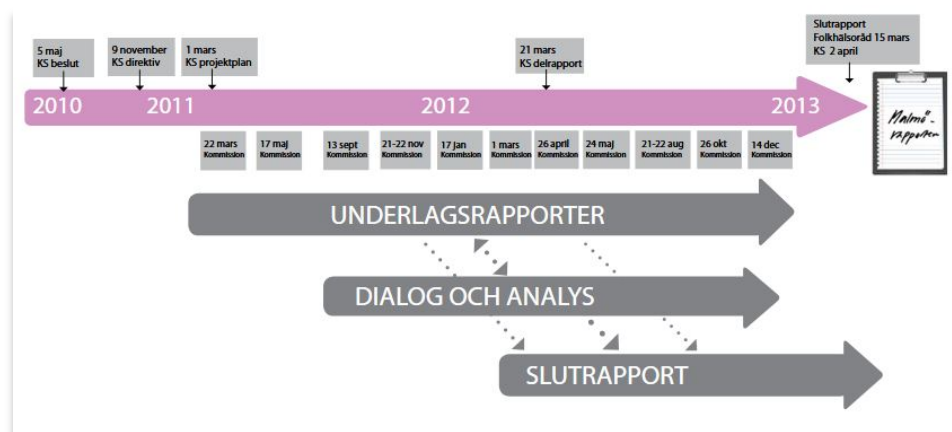 5 maj
KS beslut
9 november
KS direktiv
1 mars
KS projektplan
21 mars
KS delrapport
Slutrapport
Folkhälsoråd 15 mars
KS 2 april
2010
2011
2012
2013
Malmö-
rapporten
22 mars
Kommission
17 maj
Kommission
13 sept
Kommission
21-22 nov
Kommission
17 jan
Kommission
1 mars
Kommission
26 april
Kommission
24 maj
Kommission
21-22 aug
Kommission
26 okt
Kommission
14 dec
Kommission
UNDERLAGSRAPPORTER
DIALOG OCH ANALYS
SLUTRAPPORT